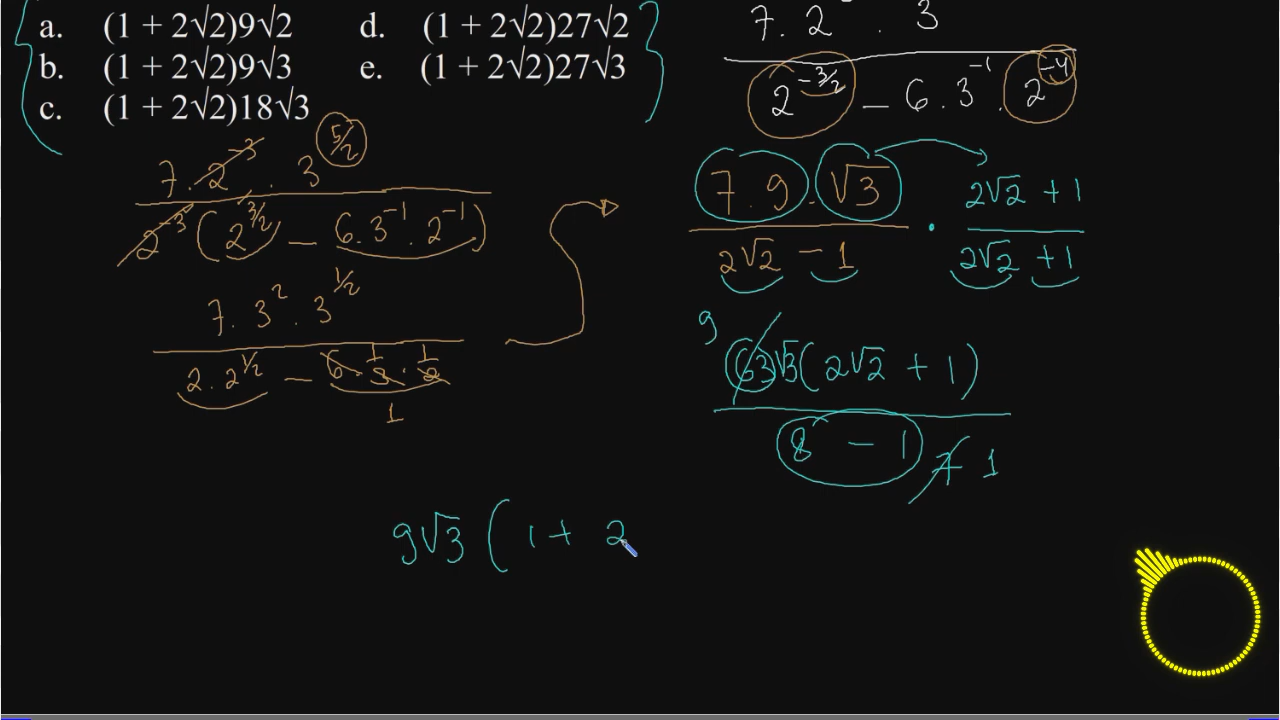 a. (1 + 2√2)9√2 d. (1 + 2√2)27√2
b. (1 + 2√2)9√3 e. (1 + 2√2)27√3
c. (1 + 2√2)18√3
7 . 2 . 3
2^(-3/2) - 6 . 3^(-1) . 2^(-4)
7 . 2^(-3) . 3^(5/2)
2^(-3) (2^(3/2) - 6 . 3^(-1) . 2^(-1))
7 . 3^2 . 3^(1/2)
2 . 2^(1/2) - 6 . 1/3 . 1/2
1
7 . 9 . √3 2√2 + 1
2√2 - 1 . 2√2 + 1
9
63√3(2√2 + 1)
8 - 1 7 1
9√3 ( 1 + 2